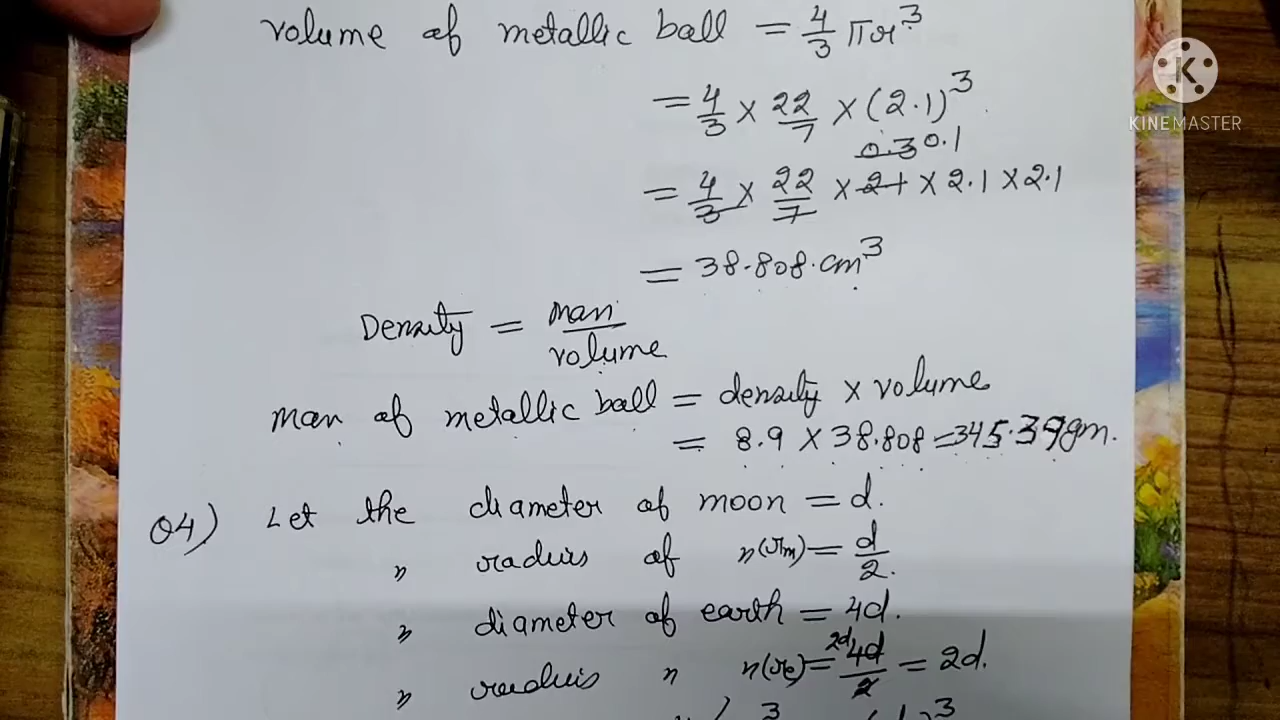 volume of metallic ball = 4/3 πr³
= 4/3 × 22/7 × (2.1)³
0.3 0.1
= 4/3 × 22/7 × 21 × 2.1 × 2.1
= 38.808 cm³
Density = mass/volume
mass of metallic ball = density × volume
= 8.9 × 38.808 = 345.39gm.
Q4) Let the diameter of moon = d.
" radius of "(rm) = d/2.
" diameter of earth = 4d.
" radius " "(re) = 2d 4d/2 = 2d.
K
KINEMASTER